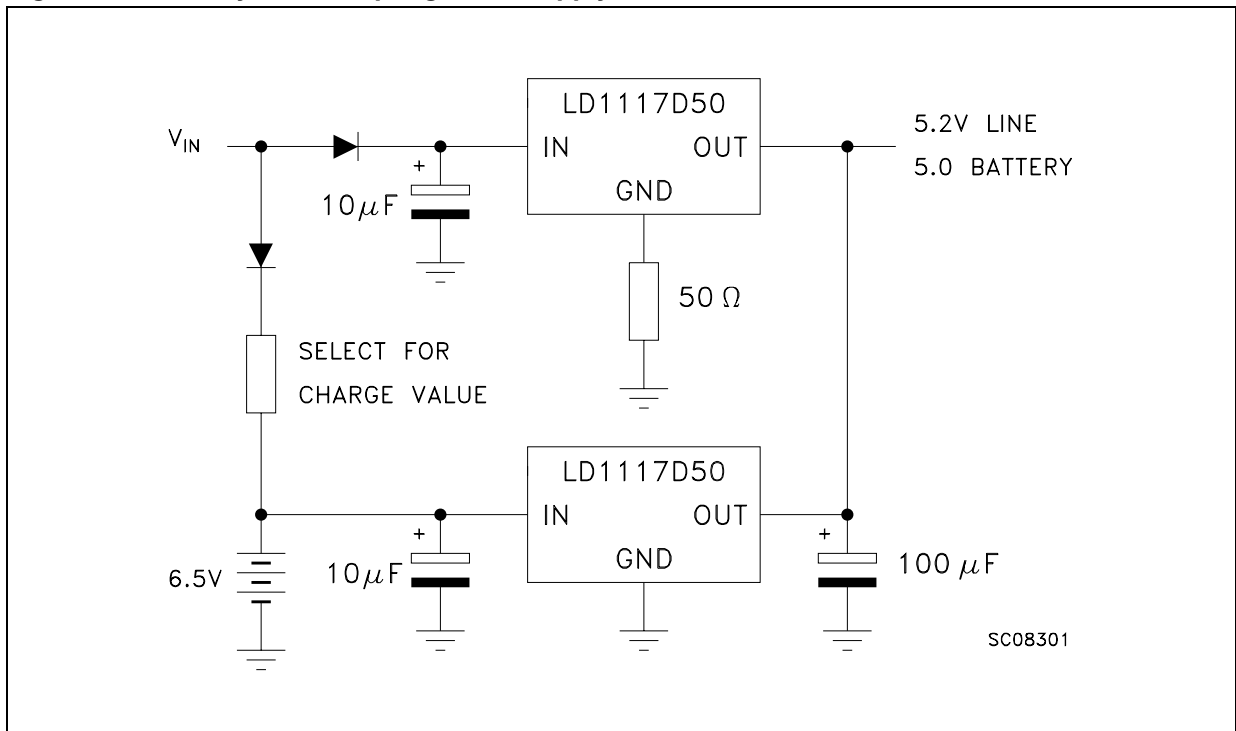 LD1117D50
V_IN
IN OUT
5.2V LINE
5.0 BATTERY
+
10μF
GND
50 Ω
SELECT FOR
CHARGE VALUE
LD1117D50
IN OUT
+
+
6.5V
10μF
GND
100 μF
SC08301